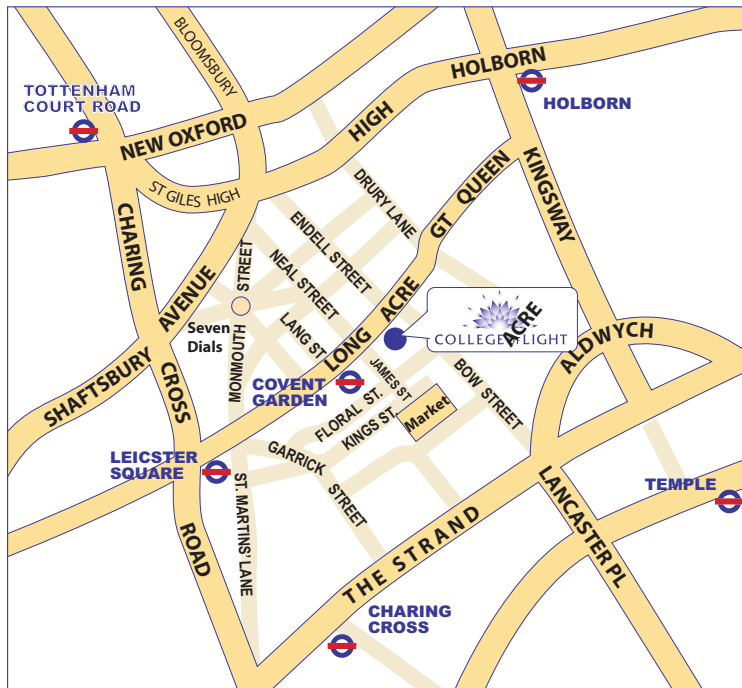 BLOOMSBURY
HOLBORN
TOTTENHAM
COURT ROAD
HOLBORN
NEW OXFORD
HIGH
ST GILES HIGH
DRURY LANE
GT QUEEN
KINGSWAY
CHARING
ENDELL STREET
NEAL STREET
STREET
MONMOUTH
AVENUE
SHAFTSBURY
Seven
Dials
LANG ST
ACRE
LONG
ACRE
COLLEGE OF LIGHT
ALDWYCH
CROSS
COVENT
GARDEN
JAMES ST
BOW STREET
FLORAL ST.
KINGS ST.
Market
LEICSTER
SQUARE
GARRICK
STREET
ST. MARTINS' LANE
ROAD
THE STRAND
LANCASTER PL
TEMPLE
CHARING
CROSS